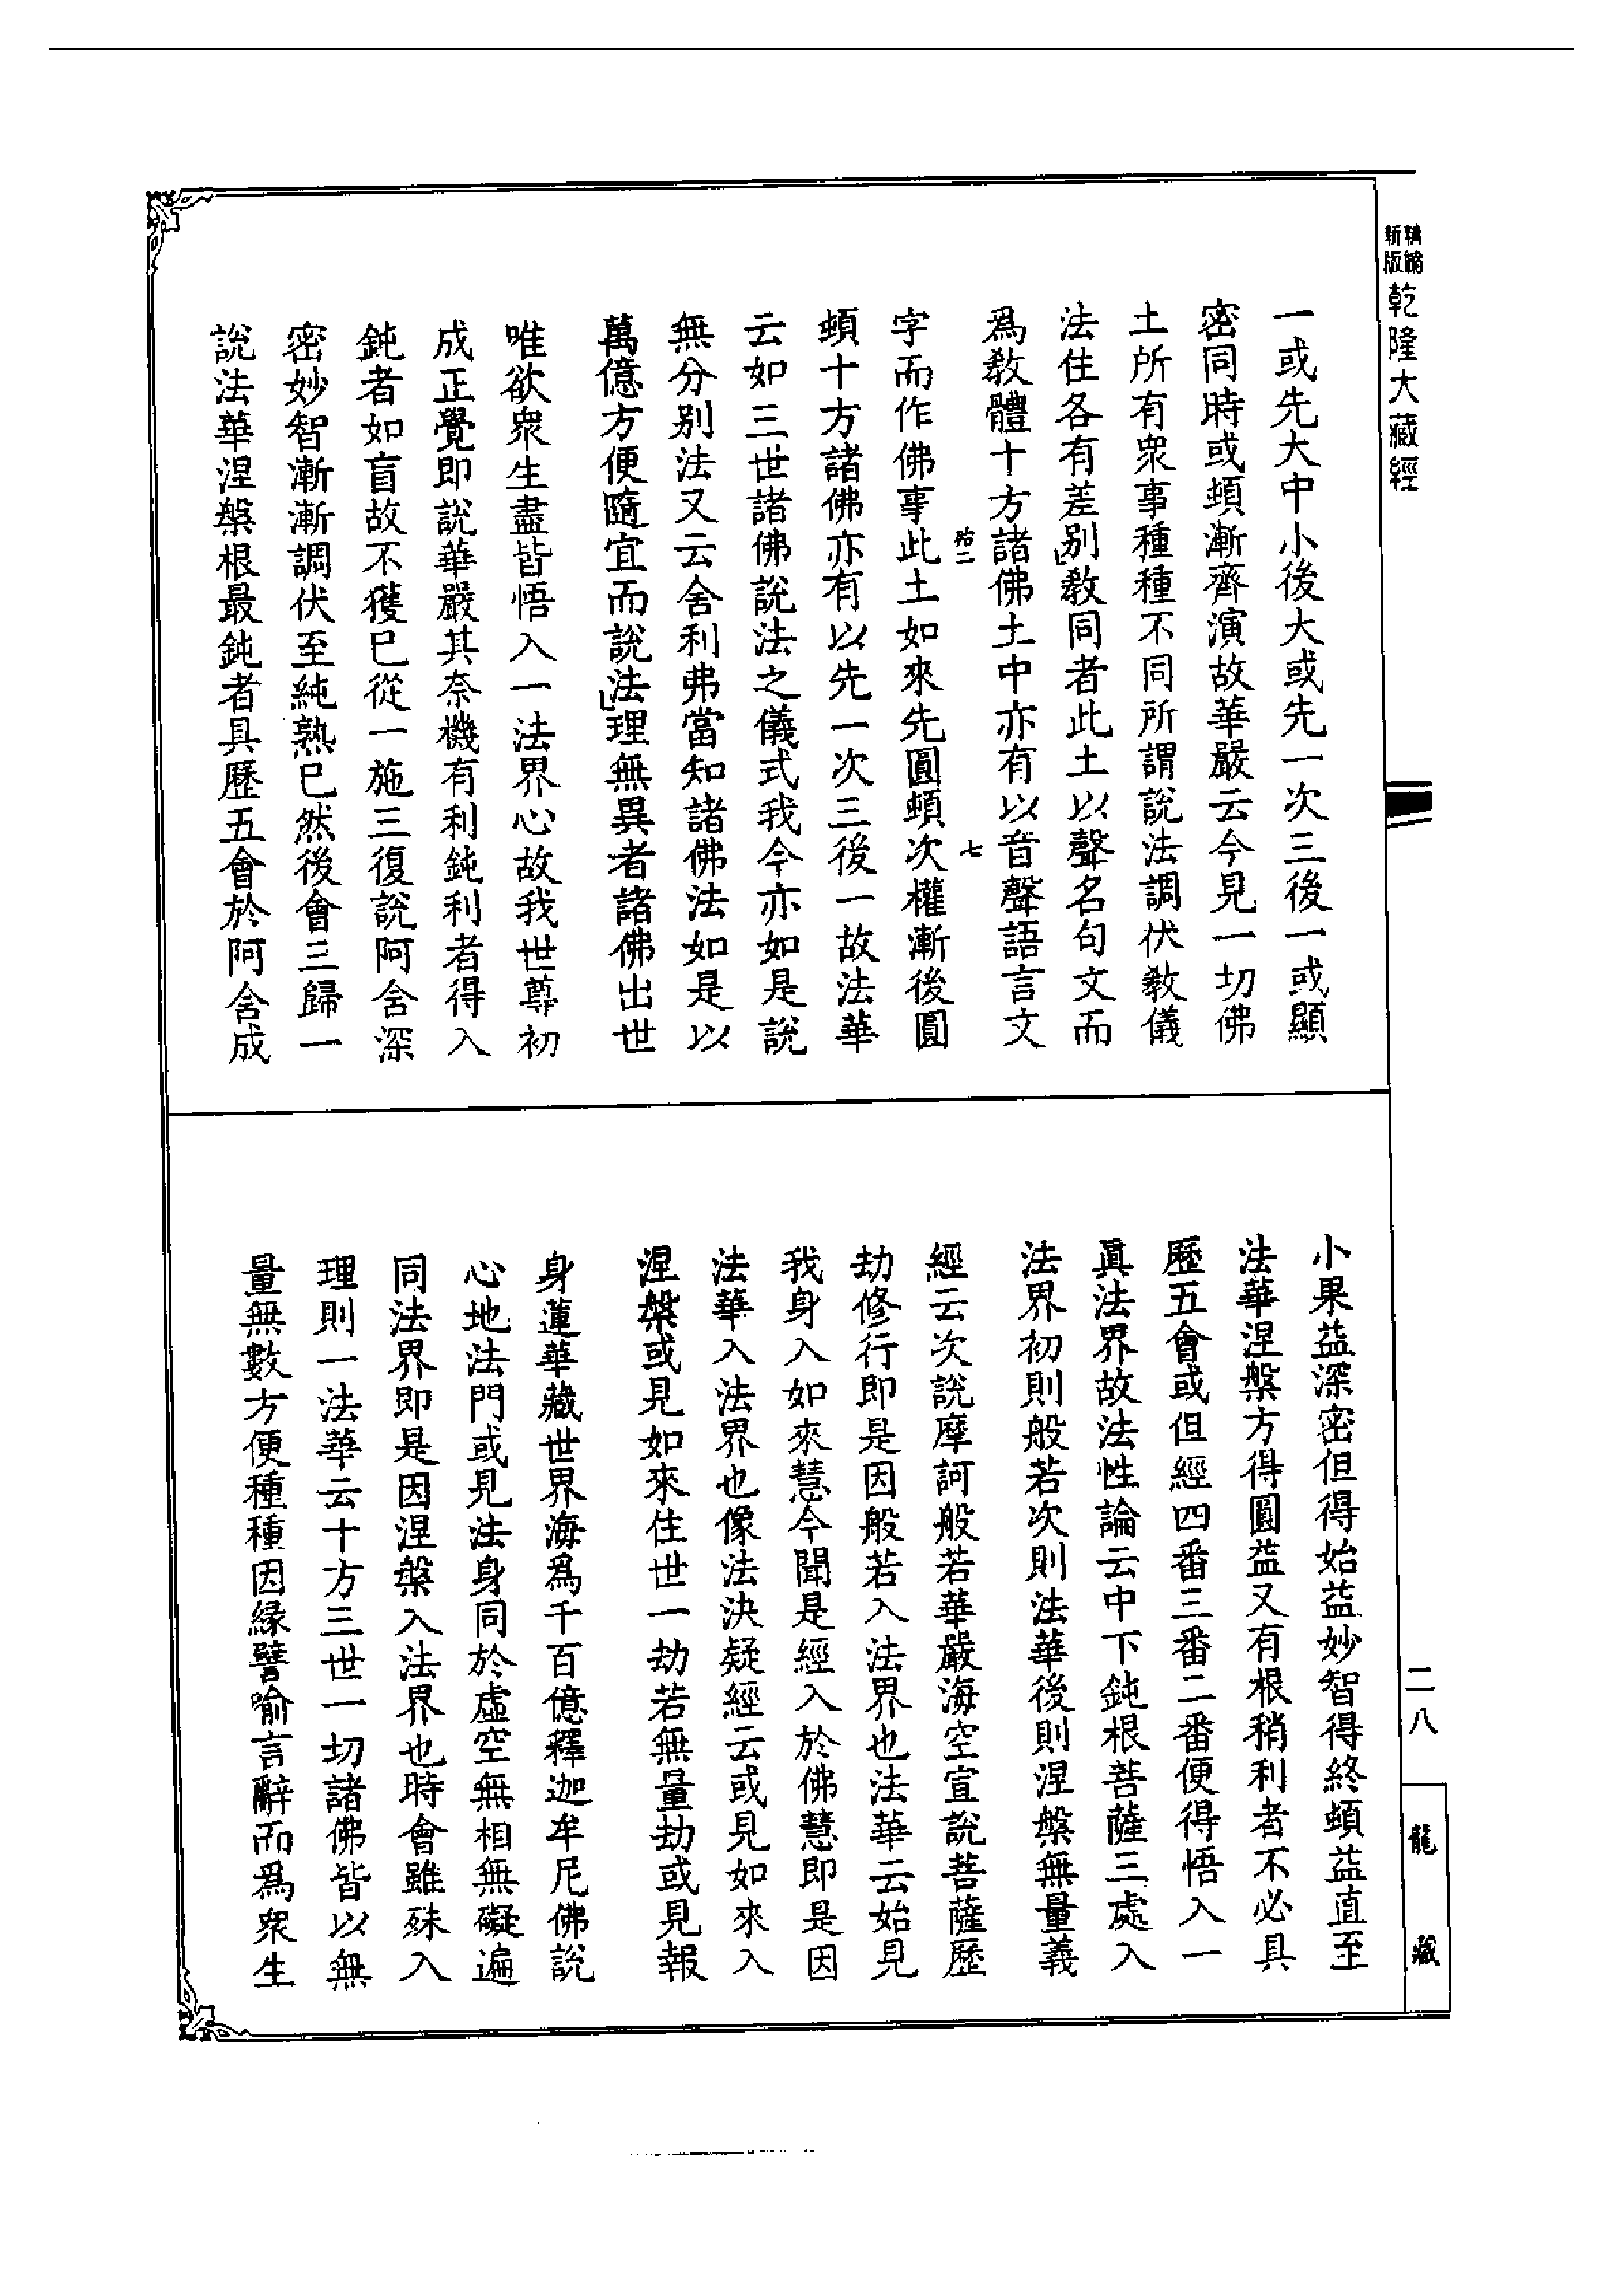 精編
新版
乾隆大藏經
一或先大中小後大或先一次三後一或顯
密同時或頓漸齊演故華嚴云今見一切佛
土所有衆事種種不同所謂說法調伏教儀
法住各有差別教同者此土以聲名句文而
爲教體十方諸佛土中亦有以音聲語言文
七
字而作佛事此土如來先圓頓次權漸後圓
頓十方諸佛亦有以先一次三後一故法華
云如三世諸佛說法之儀式我今亦如是說
無分別法又云舍利弗當知諸佛法如是以
萬億方便隨宜而說法理無異者諸佛出世
唯欲衆生盡皆悟入一法界心故我世尊初
成正覺即說華嚴其奈機有利鈍利者得入
鈍者如盲故不獲巳從一施三復說阿含深
密妙智漸漸調伏至純熟巳然後會三歸一
說法華涅槃根最鈍者具歷五會於阿含成
小果益深密但得始益妙智得終頓益直至
法華涅槃方得圓益又有根稍利者不必具
歷五會或但經四番三番二番便得悟入一
眞法界故法性論云中下鈍根菩薩三處入
法界初則般若次則法華後則涅槃無量義
經云次說摩訶般若華嚴海空宣說菩薩歷
劫修行即是因般若入法界也法華云始見
我身入如來慧今聞是經入於佛慧即是因
法華入法界也像法決疑經云或見如來入
涅槃或見如來住世一劫若無量劫或見報
身蓮華藏世界海爲千百億釋迦牟尼佛說
心地法門或見法身同於虛空無相無礙遍
同法界即是因涅槃入法界也時會雖殊入
理則一法華云十方三世一切諸佛皆以無
量無數方便種種因縁譬喻言辭而爲衆生
二八
龍藏